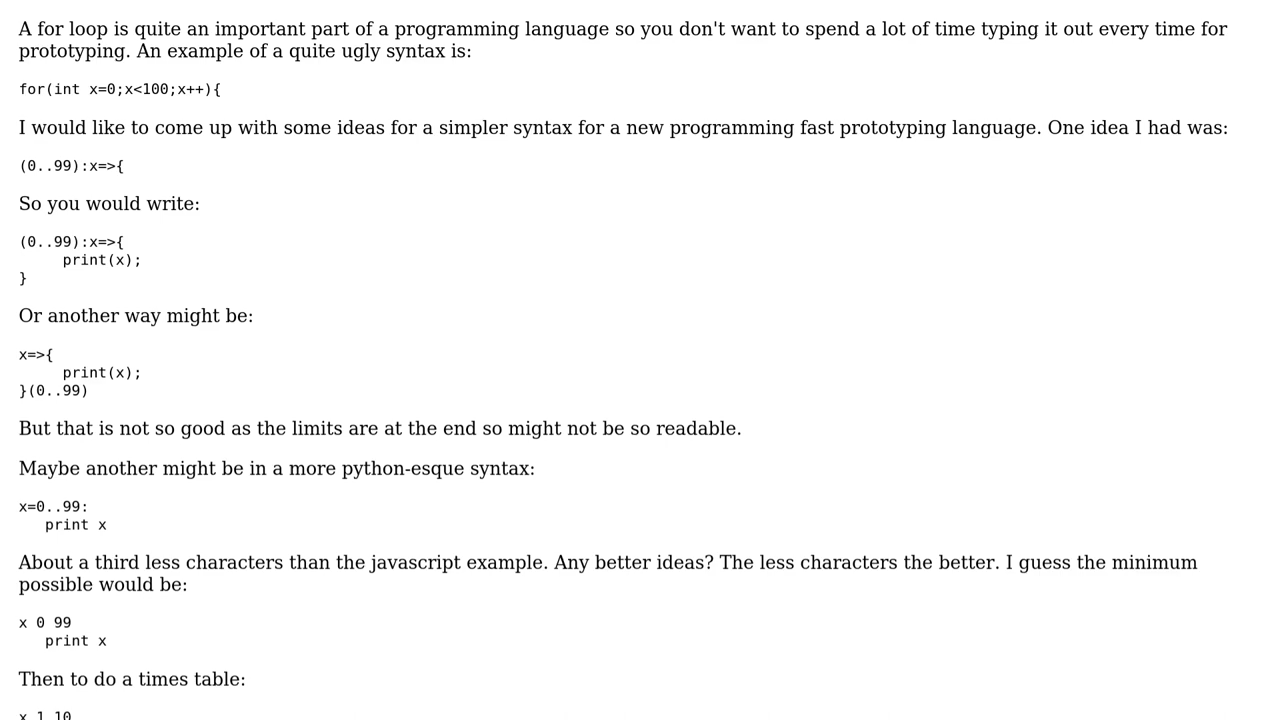 A for loop is quite an important part of a programming language so you don't want to spend a lot of time typing it out every time for
prototyping. An example of a quite ugly syntax is:
for(int x=0;x<100;x++){
I would like to come up with some ideas for a simpler syntax for a new programming fast prototyping language. One idea I had was:
(0..99):x=>{
So you would write:
(0..99):x=>{
     print(x);
}
Or another way might be:
x=>{
     print(x);
}(0..99)
But that is not so good as the limits are at the end so might not be so readable.
Maybe another might be in a more python-esque syntax:
x=0..99:
   print x
About a third less characters than the javascript example. Any better ideas? The less characters the better. I guess the minimum
possible would be:
x 0 99
   print x
Then to do a times table:
x 1 10